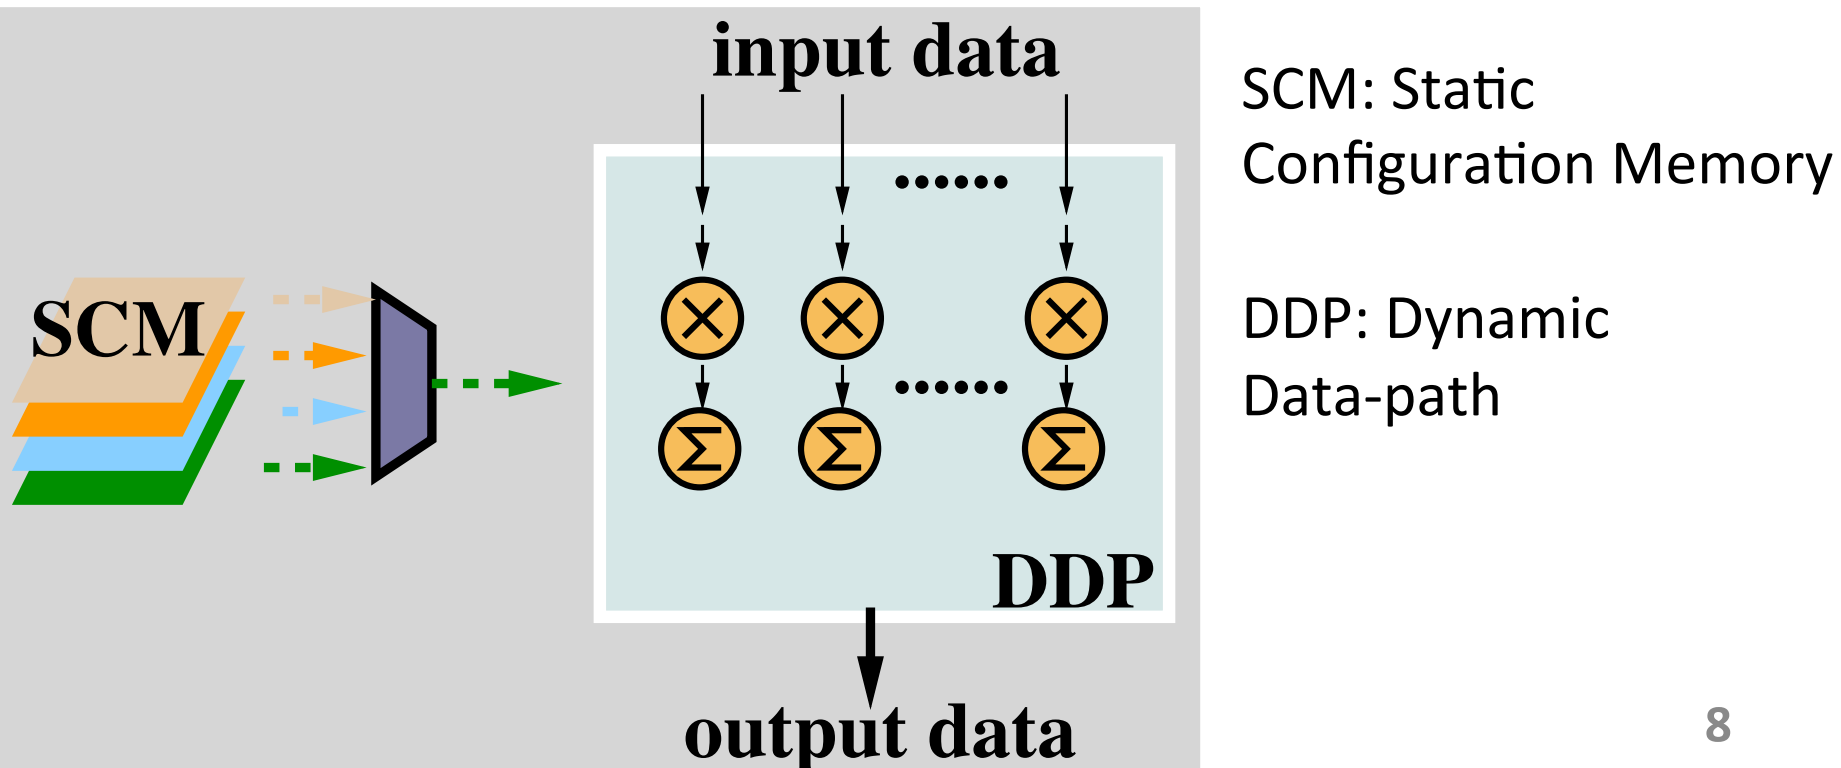 input data
SCM: Static
Configuration Memory
SCM
DDP: Dynamic
Data-path
DDP
output data
8